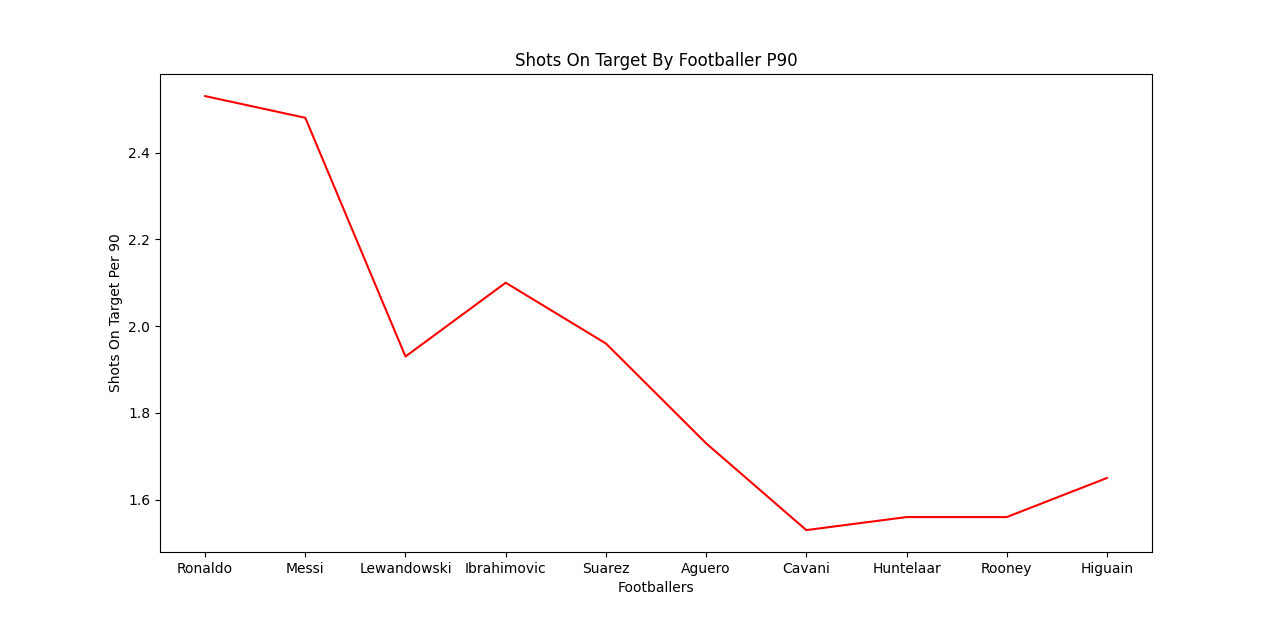 Shots On Target By Footballer P90
Shots On Target Per 90
2.4
2.2
2.0
1.8
1.6
Ronaldo Messi Lewandowski Ibrahimovic Suarez Aguero Cavani Huntelaar Rooney Higuain
Footballers